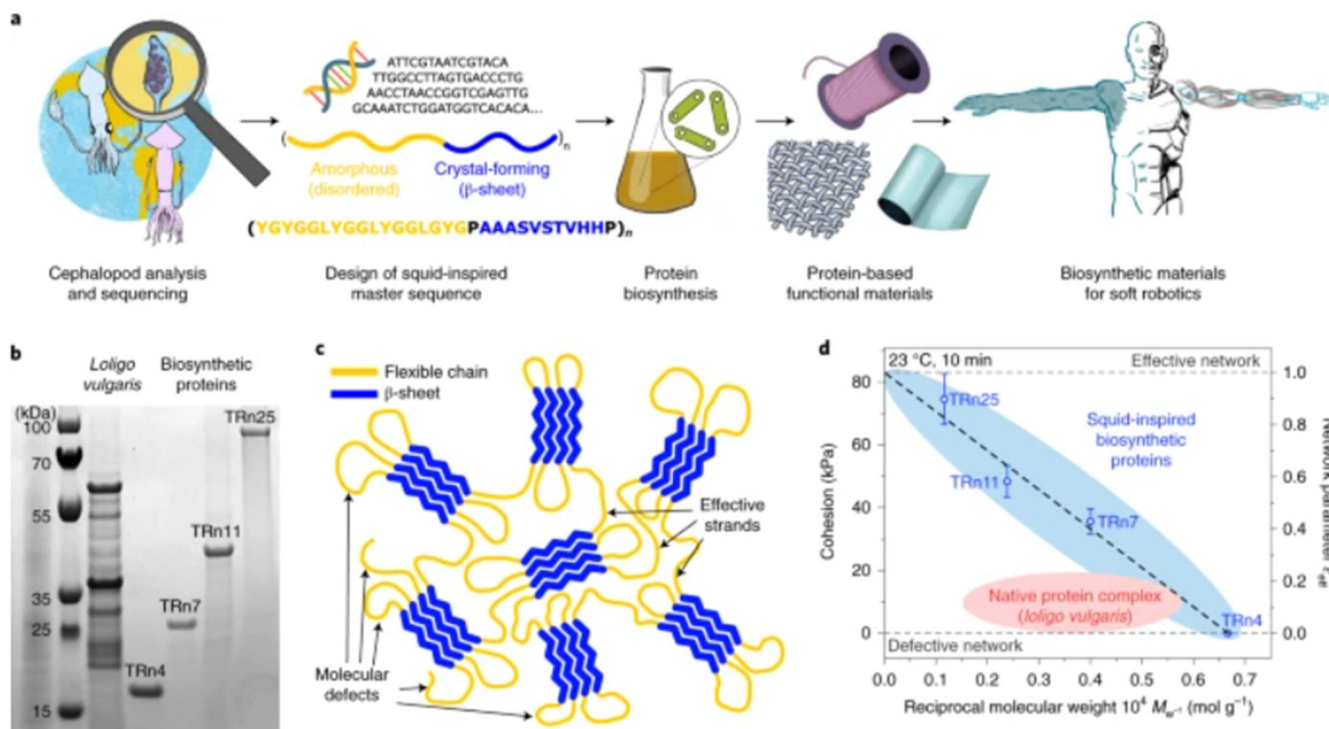 a
ATTCGTAATCGTACA
TTGGCCTTAGTGACCCTG
AACCTAACCGGTCGAGTTG
GCAAATCTGGATGGTCACACA...
( )n
Amorphous
(disordered)
Crystal-forming
(β-sheet)
(YGYGGLYGGLYGGLGYGPAAASVSTVHHP)n
Cephalopod analysis
and sequencing
Design of squid-inspired
master sequence
Protein
biosynthesis
Protein-based
functional materials
Biosynthetic materials
for soft robotics
b
Loligo
vulgaris
Biosynthetic
proteins
(kDa)
100
70
55
35
25
15
TRn4
TRn7
TRn11
TRn25
c
Flexible chain
β-sheet
Effective
strands
Molecular
defects
d
23 °C, 10 min
Effective network
TRn25
Squid-inspired
biosynthetic
proteins
TRn11
TRn7
Native protein complex
(loligo vulgaris)
TRn4
Defective network
Cohesion (kPa)
80
60
40
20
0
1.0
0.8
0.6
0.4
0.2
0.0
Network parameter
0.0 0.1 0.2 0.3 0.4 0.5 0.6 0.7
Reciprocal molecular weight 10⁴ Mw⁻¹ (mol g⁻¹)